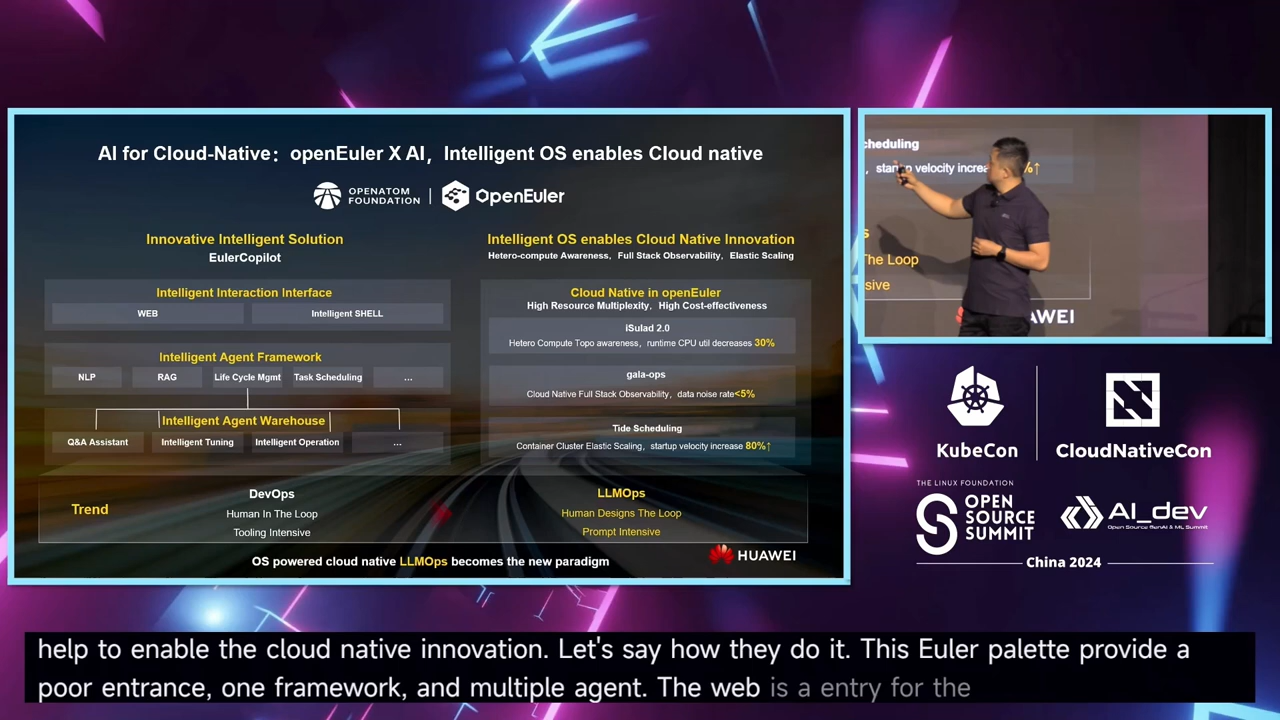 AI for Cloud-Native：openEuler X AI，Intelligent OS enables Cloud native
OPENATOM
FOUNDATION
OpenEuler
Innovative Intelligent Solution
EulerCopilot
Intelligent Interaction Interface
WEB
Intelligent SHELL
Intelligent Agent Framework
NLP
RAG
Life Cycle Mgmt
Task Scheduling
...
Intelligent Agent Warehouse
Q&A Assistant
Intelligent Tuning
Intelligent Operation
...
Intelligent OS enables Cloud Native Innovation
Hetero-compute Awareness， Full Stack Observability， Elastic Scaling
Cloud Native in openEuler
High Resource Multiplexity， High Cost-effectiveness
iSulad 2.0
Hetero Compute Topo awareness，runtime CPU util decreases 30%
gala-ops
Cloud Native Full Stack Observability，data noise rate<5%
Tide Scheduling
Container Cluster Elastic Scaling，startup velocity increase 80%↑
Trend
DevOps
Human In The Loop
Tooling Intensive
LLMOps
Human Designs The Loop
Prompt Intensive
OS powered cloud native LLMOps becomes the new paradigm
HUAWEI
cheduling
, startup velocity increa
%↑
s
The Loop
sive
AWEI
KubeCon
CloudNativeCon
THE LINUX FOUNDATION
OPEN
SOURCE
SUMMIT
AI_dev
Open Source GenAI & ML Summit
China 2024
help to enable the cloud native innovation. Let's say how they do it. This Euler palette provide a
poor entrance, one framework, and multiple agent. The web is a entry for the